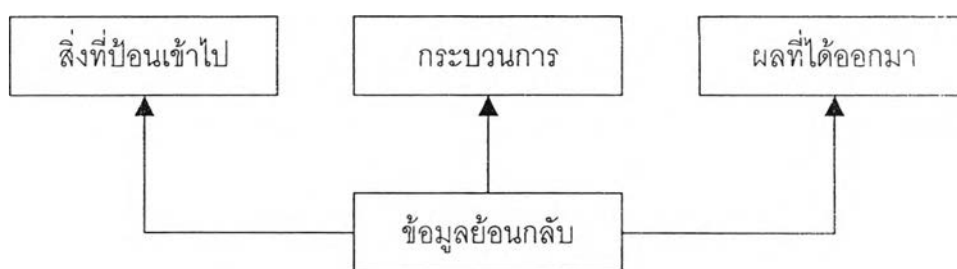 สิ่งที่ป้อนเข้าไป
กระบวนการ
ผลที่ได้ออกมา
ข้อมูลย้อนกลับ